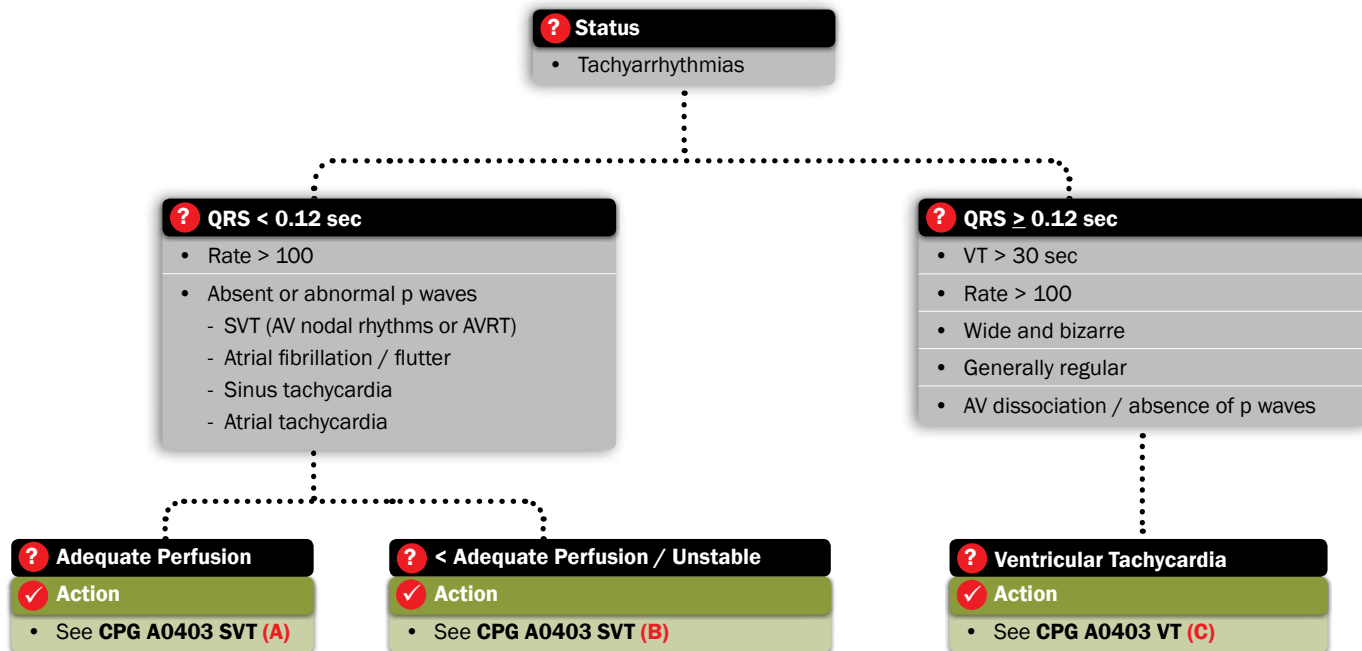 ? Status
• Tachyarrhythmias
? QRS < 0.12 sec
• Rate > 100
• Absent or abnormal p waves
- SVT (AV nodal rhythms or AVRT)
- Atrial fibrillation / flutter
- Sinus tachycardia
- Atrial tachycardia
? QRS ≥ 0.12 sec
• VT > 30 sec
• Rate > 100
• Wide and bizarre
• Generally regular
• AV dissociation / absence of p waves
? Adequate Perfusion
✓ Action
• See CPG A0403 SVT (A)
? < Adequate Perfusion / Unstable
✓ Action
• See CPG A0403 SVT (B)
? Ventricular Tachycardia
✓ Action
• See CPG A0403 VT (C)